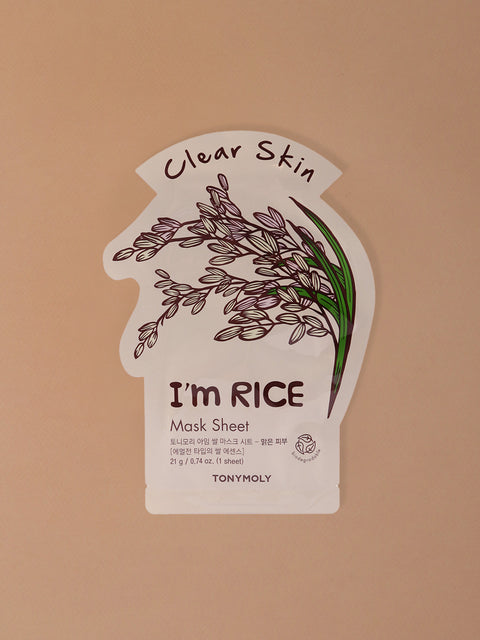 Clear Skin
I'm RICE
Mask Sheet
토니모리 아임 쌀 마스크 시트 - 맑은 피부
[에멀전 타입의 쌀 에센스]
21 g / 0.74 oz. (1 sheet)
biodegradable
TONYMOLY